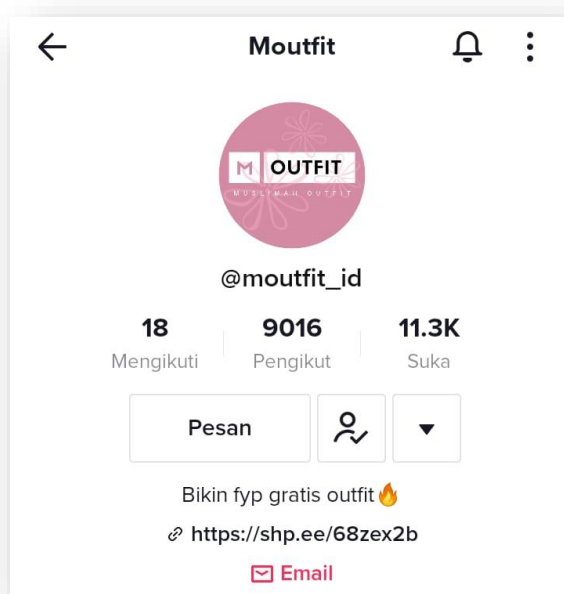 Moutfit
M OUTFIT
MUSLYMAH OUTFIT
@moutfit_id
18 9016 11.3K
Mengikuti Pengikut Suka
Pesan
Bikin fyp gratis outfit🔥
https://shp.ee/68zex2b
Email